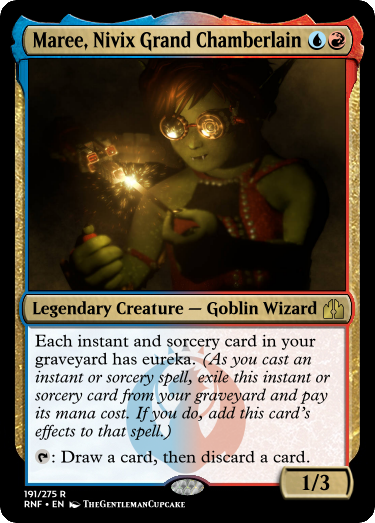 Maree, Nivix Grand Chamberlain
Legendary Creature — Goblin Wizard
Each instant and sorcery card in your
graveyard has eureka. (As you cast an
instant or sorcery spell, exile this instant or
sorcery card from your graveyard and pay
its mana cost. If you do, add this card's
effects to that spell.)
: Draw a card, then discard a card.
1/3
191/275 R
RNF • EN TheGentlemanCupcake